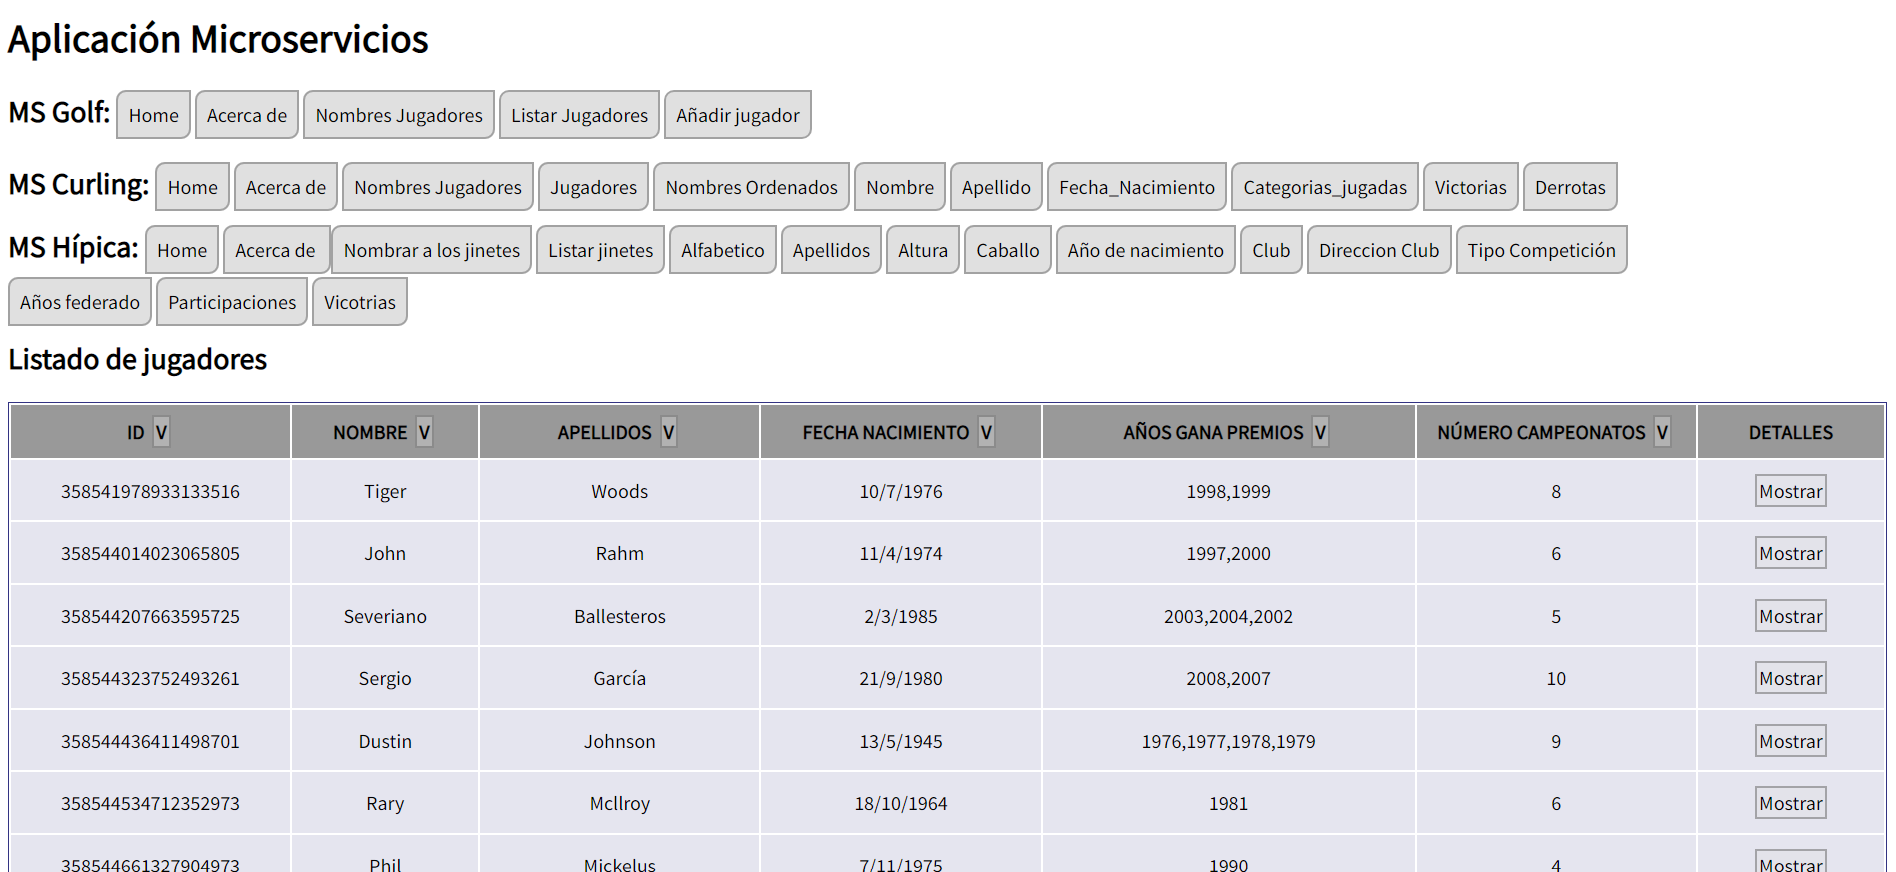 Aplicación Microservicios
MS Golf: Home Acerca de Nombres Jugadores Listar Jugadores Añadir jugador
MS Curling: Home Acerca de Nombres Jugadores Jugadores Nombres Ordenados Nombre Apellido Fecha_Nacimiento Categorias_jugadas Victorias Derrotas
MS Hípica: Home Acerca de Nombrar a los jinetes Listar jinetes Alfabetico Apellidos Altura Caballo Año de nacimiento Club Direccion Club Tipo Competición
Años federado Participaciones Vicotrias
Listado de jugadores
ID V NOMBRE V APELLIDOS V FECHA NACIMIENTO V AÑOS GANA PREMIOS V NÚMERO CAMPEONATOS V DETALLES
358541978933133516 Tiger Woods 10/7/1976 1998,1999 8 Mostrar
358544014023065805 John Rahm 11/4/1974 1997,2000 6 Mostrar
358544207663595725 Severiano Ballesteros 2/3/1985 2003,2004,2002 5 Mostrar
358544323752493261 Sergio García 21/9/1980 2008,2007 10 Mostrar
358544436411498701 Dustin Johnson 13/5/1945 1976,1977,1978,1979 9 Mostrar
358544534712352973 Rary Mcllroy 18/10/1964 1981 6 Mostrar
358544661327904973 Phil Mickelus 7/11/1975 1990 4 Mostrar